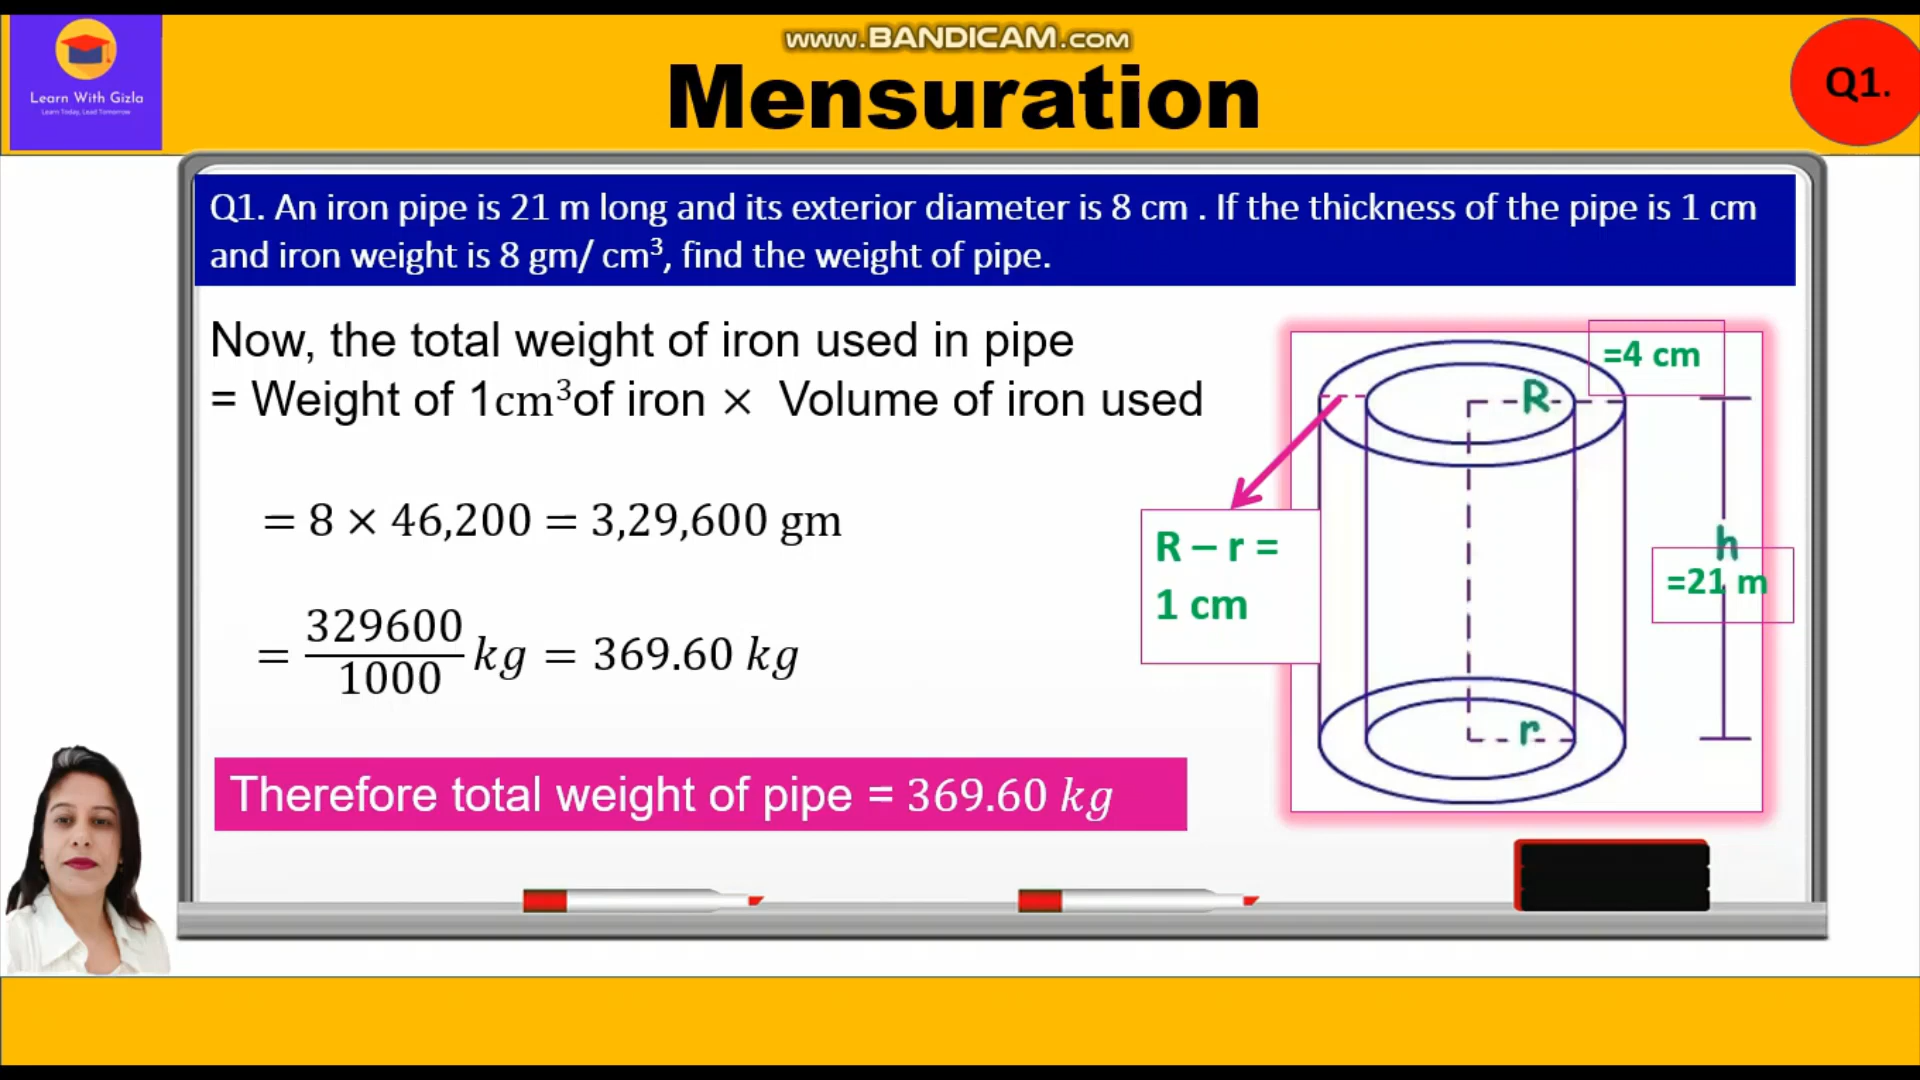 www.BANDICAM.com
Learn With Gizla
Learn Today, Lead Tomorrow
Mensuration
Q1.
Q1. An iron pipe is 21 m long and its exterior diameter is 8 cm . If the thickness of the pipe is 1 cm
and iron weight is 8 gm/ cm³, find the weight of pipe.
Now, the total weight of iron used in pipe
= Weight of 1cm³of iron × Volume of iron used
= 8 × 46,200 = 3,29,600 gm
= 329600/1000 kg = 369.60 kg
Therefore total weight of pipe = 369.60 kg
=4 cm
R
R – r =
1 cm
h
=21 m
r